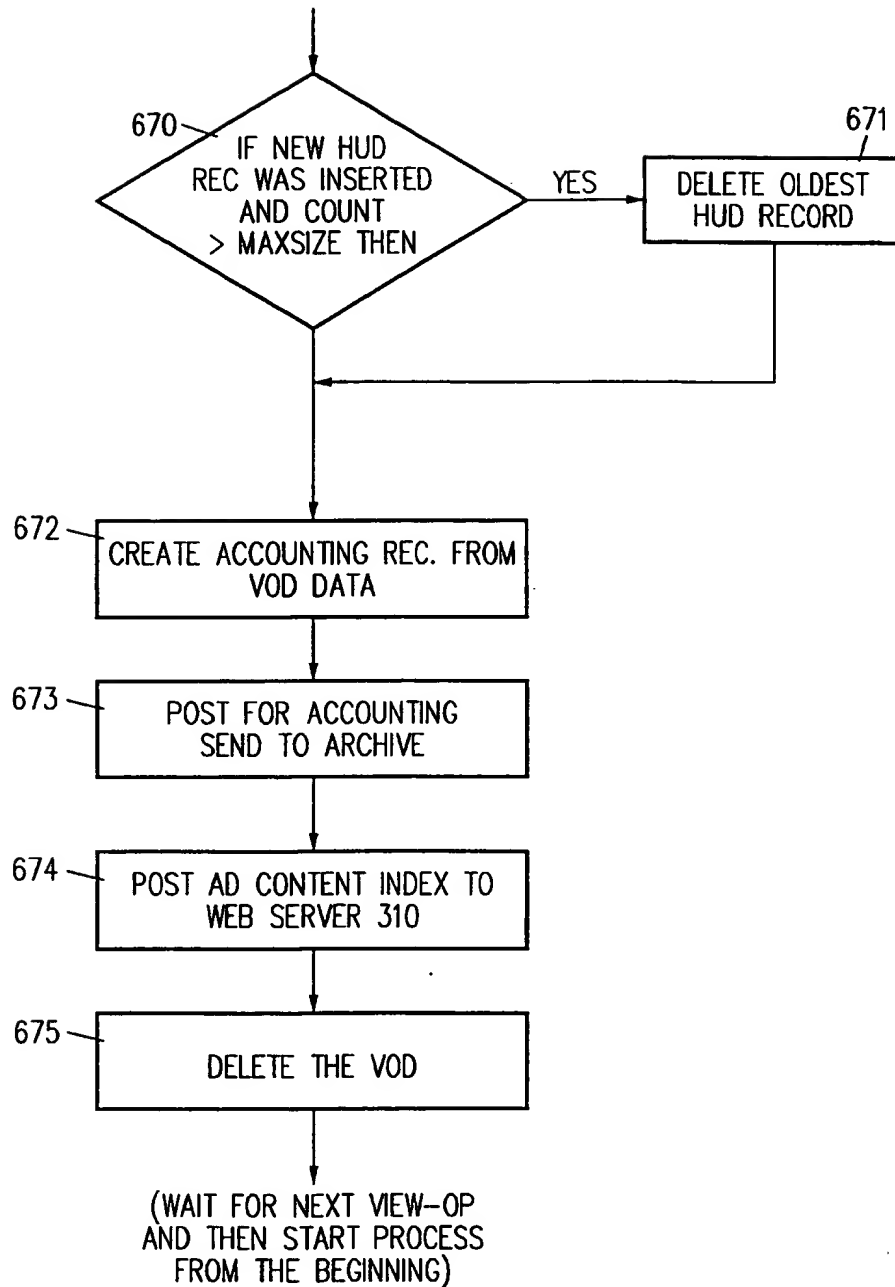 670
IF NEW HUD
REC WAS INSERTED
AND COUNT
> MAXSIZE THEN
YES
671
DELETE OLDEST
HUD RECORD
672
CREATE ACCOUNTING REC. FROM
VOD DATA
673
POST FOR ACCOUNTING
SEND TO ARCHIVE
674
POST AD CONTENT INDEX TO
WEB SERVER 310
675
DELETE THE VOD
(WAIT FOR NEXT VIEW-OP
AND THEN START PROCESS
FROM THE BEGINNING)